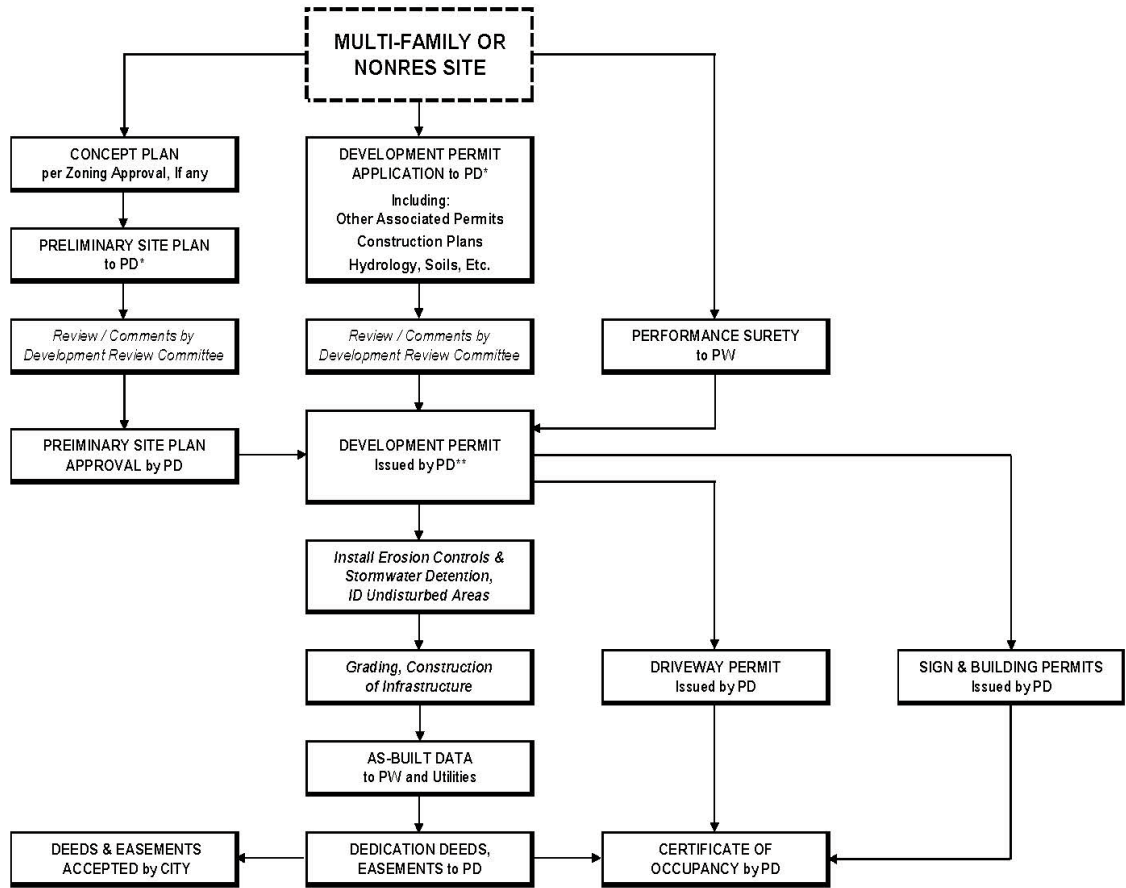 MULTI-FAMILY OR
NONRES SITE
CONCEPT PLAN
per Zoning Approval, If any
DEVELOPMENT PERMIT
APPLICATION to PD*
Including:
Other Associated Permits
Construction Plans
Hydrology, Soils, Etc.
PRELIMINARY SITE PLAN
to PD*
Review / Comments by
Development Review Committee
Review / Comments by
Development Review Committee
PERFORMANCE SURETY
to PW
PREIMINARY SITE PLAN
APPROVAL by PD
DEVELOPMENT PERMIT
Issued by PD**
Install Erosion Controls &
Stormwater Detention,
ID Undisturbed Areas
Grading, Construction
of Infrastructure
DRIVEWAY PERMIT
Issued by PD
SIGN & BUILDING PERMITS
Issued by PD
AS-BUILT DATA
to PW and Utilities
DEEDS & EASEMENTS
ACCEPTED by CITY
DEDICATION DEEDS,
EASEMENTS to PD
CERTIFICATE OF
OCCUPANCY by PD